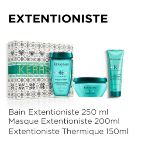 EXTENTIONISTE
Bain Extentioniste 250 ml
Masque Extentioniste 200ml
Extentioniste Thermique 150ml